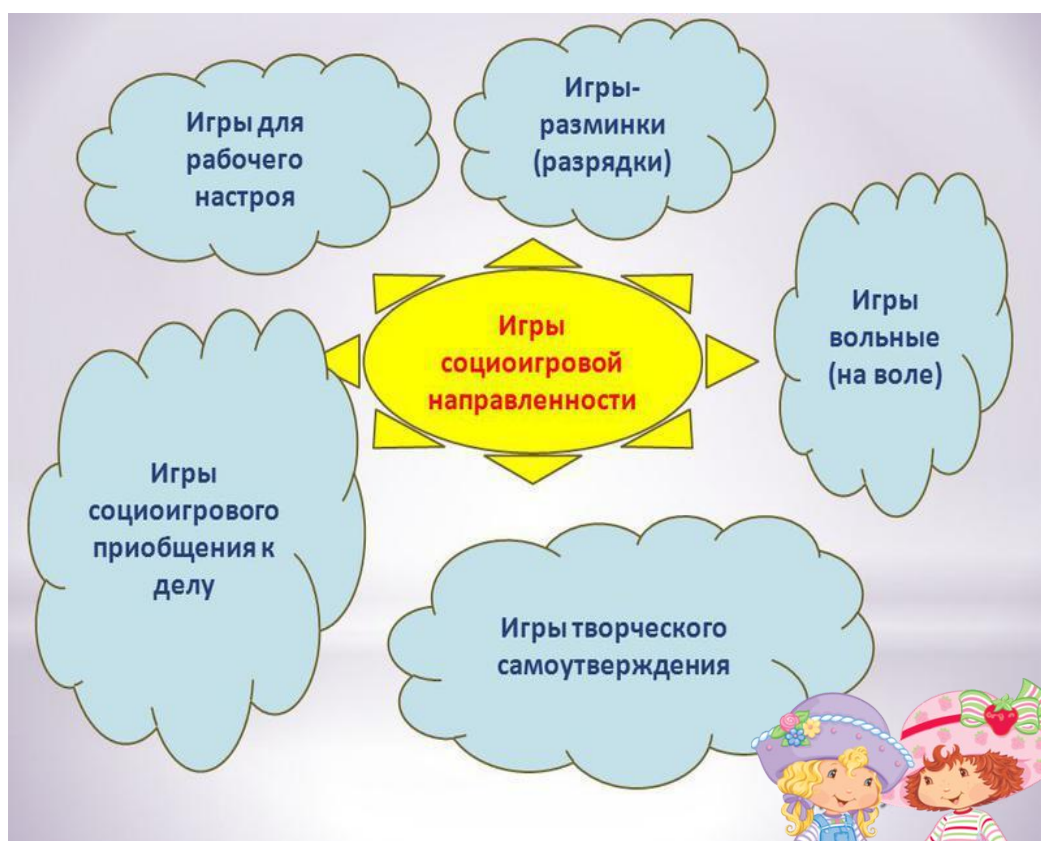 Игры для
рабочего
настроя
Игры-
разминки
(разрядки)
Игры
вольные
(на воле)
Игры
социоигровой
направленности
Игры
социоигрового
приобщения к
делу
Игры творческого
самоутверждения